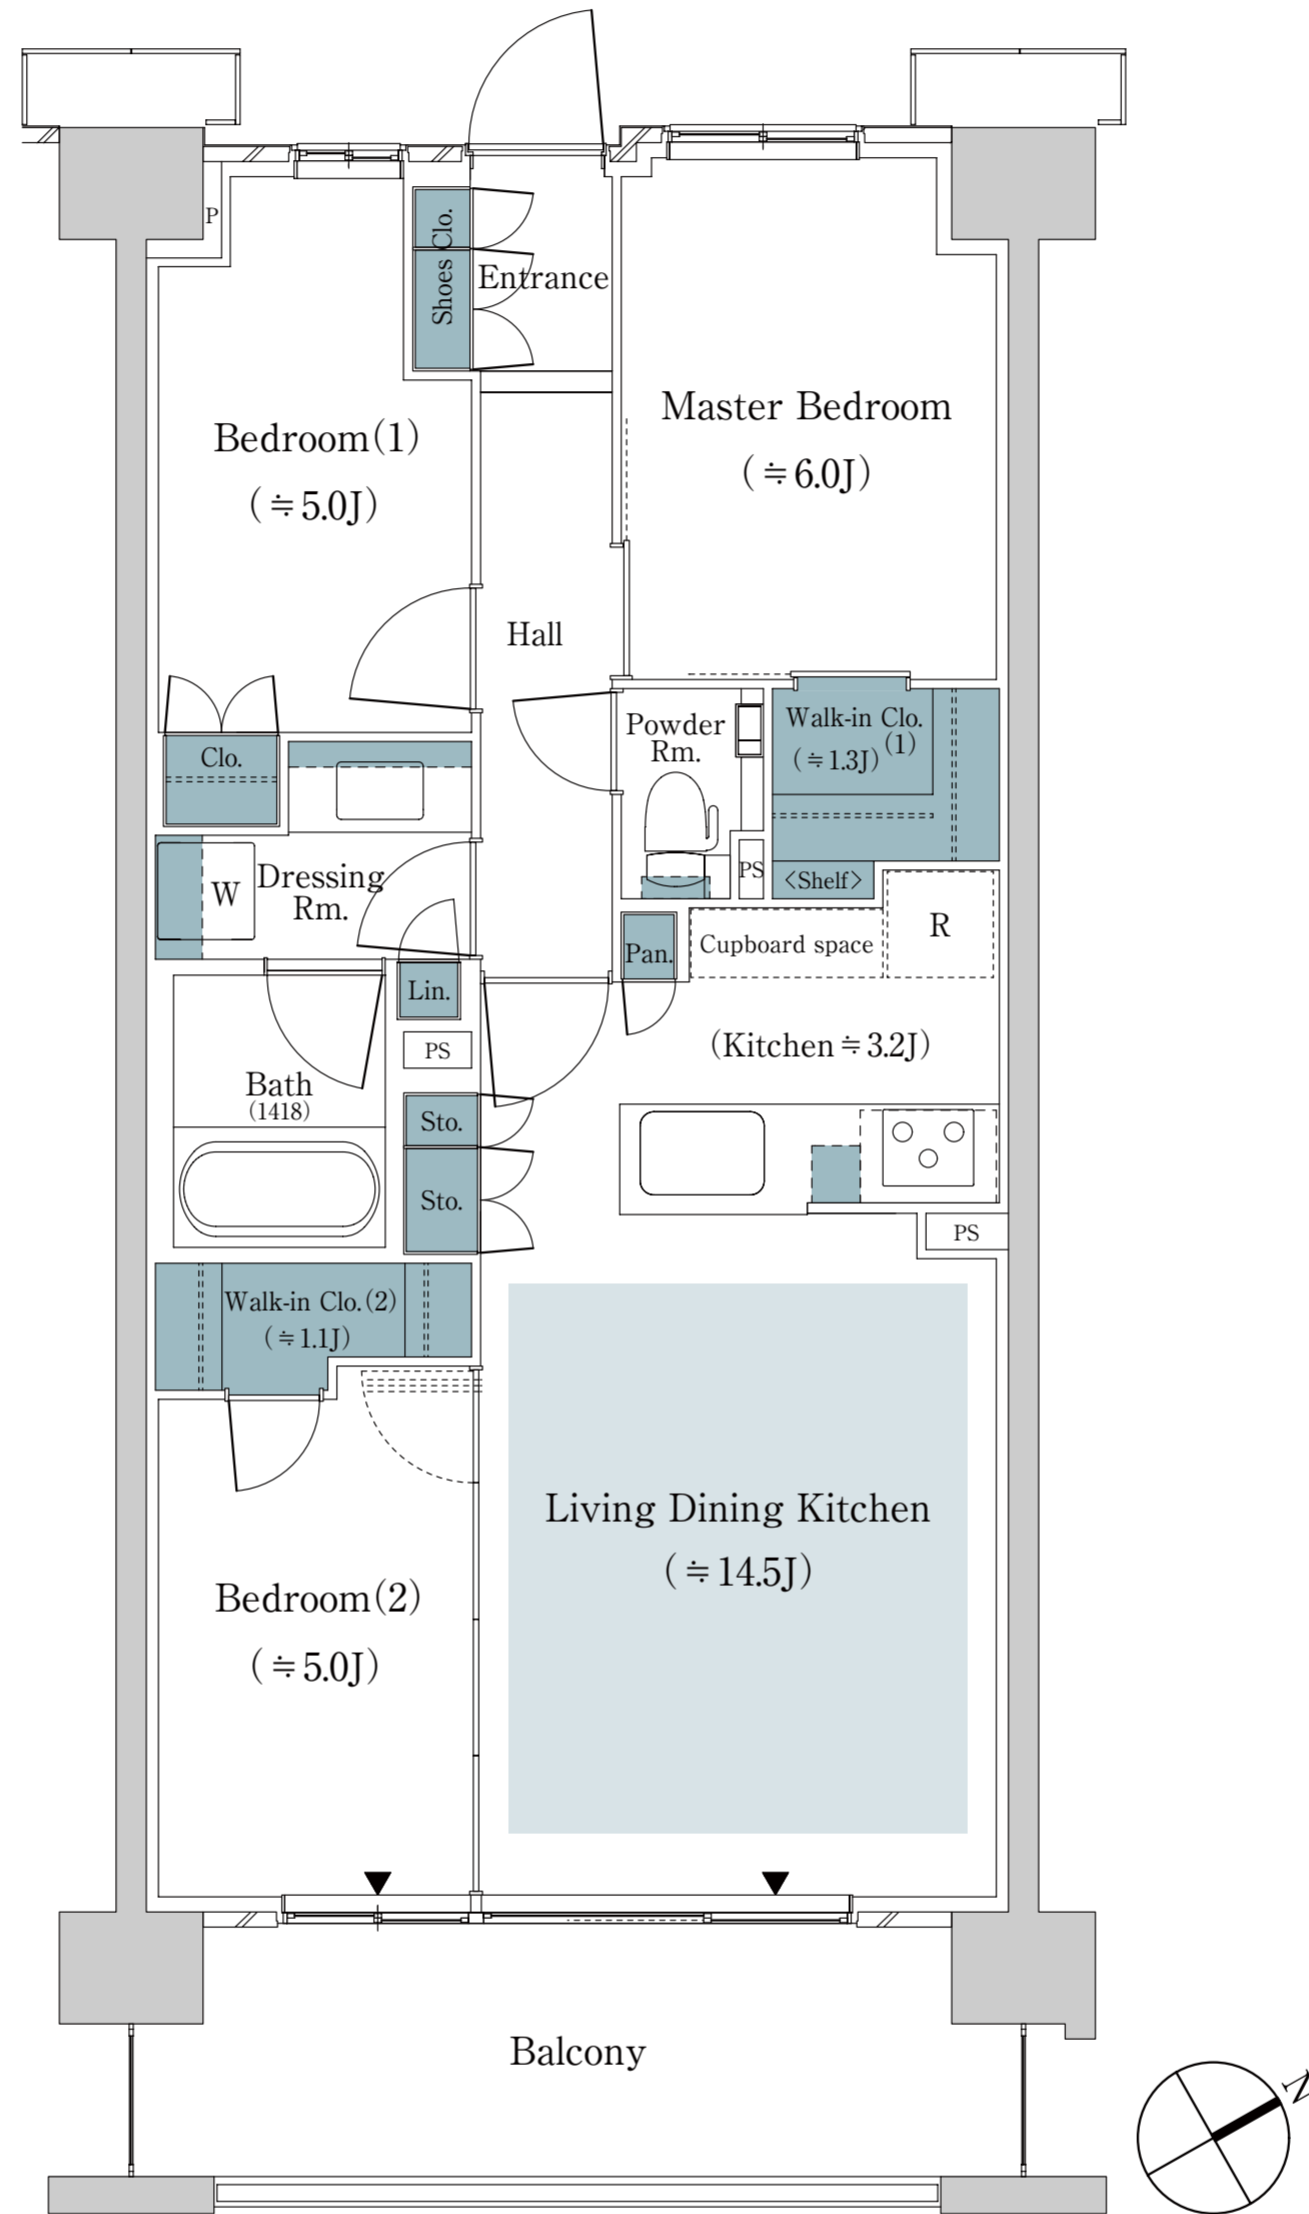 P
Shoes Clo.
Entrance
Master Bedroom
(≒6.0J)
Bedroom(1)
(≒5.0J)
Hall
Powder
Rm.
Walk-in Clo.
(1)
(≒1.3J)
Clo.
PS
<Shelf>
W
Dressing
Rm.
R
Cupboard space
Pan.
Lin.
PS
(Kitchen≒3.2J)
Bath
(1418)
Sto.
Sto.
PS
Walk-in Clo.(2)
(≒1.1J)
Living Dining Kitchen
(≒14.5J)
Bedroom(2)
(≒5.0J)
Balcony
N